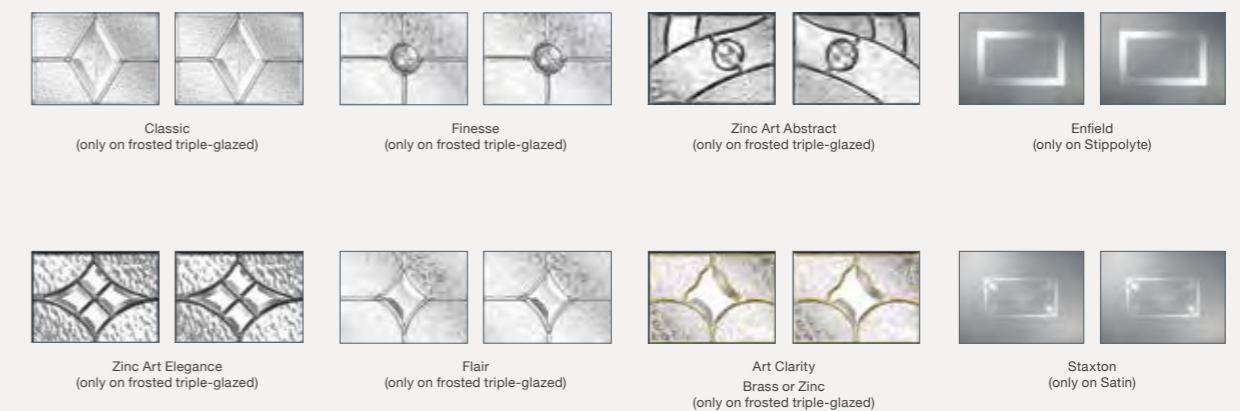 Classic
(only on frosted triple-glazed)
Finesse
(only on frosted triple-glazed)
Zinc Art Abstract
(only on frosted triple-glazed)
Enfield
(only on Stippolyte)
Zinc Art Elegance
(only on frosted triple-glazed)
Flair
(only on frosted triple-glazed)
Art Clarity
Brass or Zinc
(only on frosted triple-glazed)
Staxton
(only on Satin)